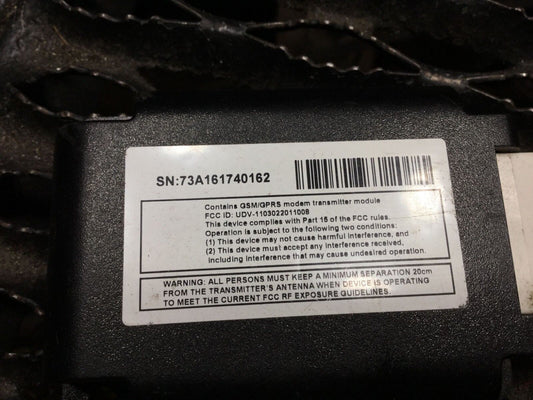 SN:73A161740162
Contains GSM/GPRS modem transmitter module
FCC ID: UDV-1103022011008
This device complies with Part 15 of the FCC rules.
Operation is subject to the following two conditions:
(1) This device may not cause harmful interference, and
(2) This device must accept any interference received,
including interference that may cause undesired operation.
WARNING: ALL PERSONS MUST KEEP A MINIMUM SEPARATION 20cm
FROM THE TRANSMITTER'S ANTENNA WHEN DEVICE IS OPERATING
TO MEET THE CURRENT FCC RF EXPOSURE GUIDELINES.